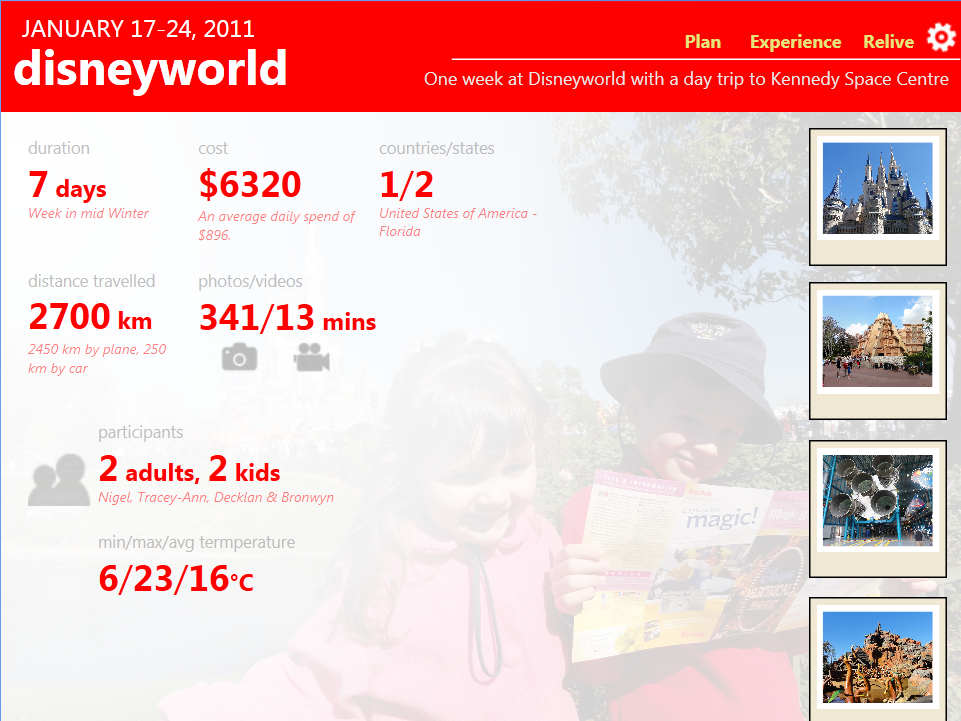 JANUARY 17-24, 2011
disneyworld
Plan Experience Relive
One week at Disneyworld with a day trip to Kennedy Space Centre
duration
7 days
Week in mid Winter
cost
$6320
An average daily spend of
$896.
countries/states
1/2
United States of America -
Florida
distance travelled
2700 km
2450 km by plane, 250
km by car
photos/videos
341/13 mins
participants
2 adults, 2 kids
Nigel, Tracey-Ann, Decklan & Bronwyn
min/max/avg termperature
6/23/16°C
TIPS & INFORMATION
Kodak
magic!
Kodak